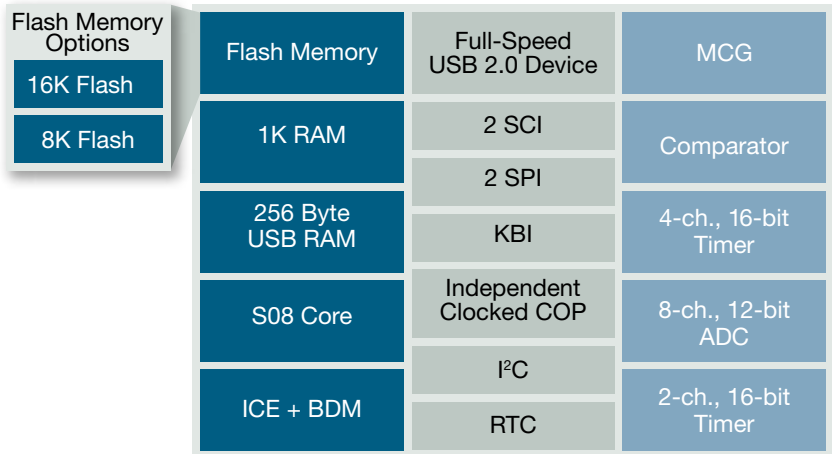 Flash Memory
Options
16K Flash
8K Flash
Flash Memory
1K RAM
256 Byte
USB RAM
S08 Core
ICE + BDM
Full-Speed
USB 2.0 Device
2 SCI
2 SPI
KBI
Independent
Clocked COP
I²C
RTC
MCG
Comparator
4-ch., 16-bit
Timer
8-ch., 12-bit
ADC
2-ch., 16-bit
Timer